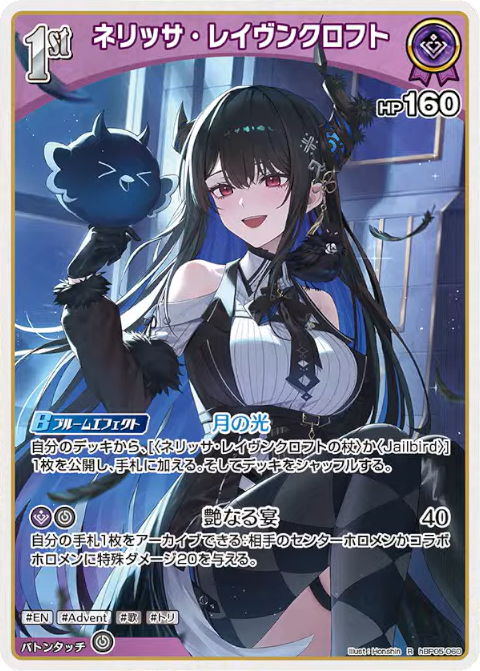 1st
ネリッサ・レイヴンクロフト
HP160
Bブルームエフェクト 月の光
自分のデッキから、[〈ネリッサ・レイヴンクロフトの杖〉か〈Jailbird〉]
1枚を公開し、手札に加える。そしてデッキをシャッフルする。
艶なる宴 40
自分の手札1枚をアーカイブできる:相手のセンターホロメンかコラボ
ホロメンに特殊ダメージ20を与える。
#EN #Advent #歌 #トリ
バトンタッチ
Illust: Honshin R hBP05-050